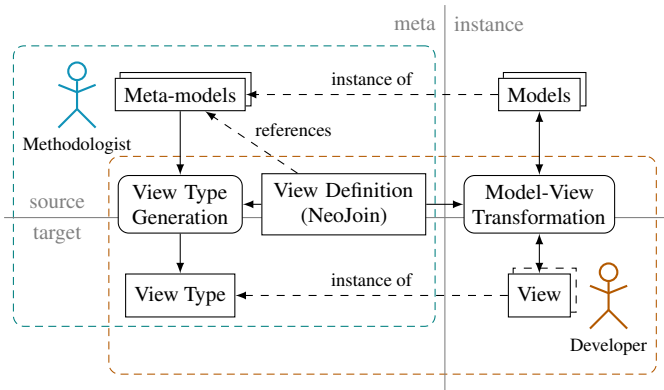 meta instance
Meta-models
instance of
Models
Methodologist
references
source
View Type
Generation
View Definition
(NeoJoin)
Model-View
Transformation
target
View Type
instance of
View
Developer